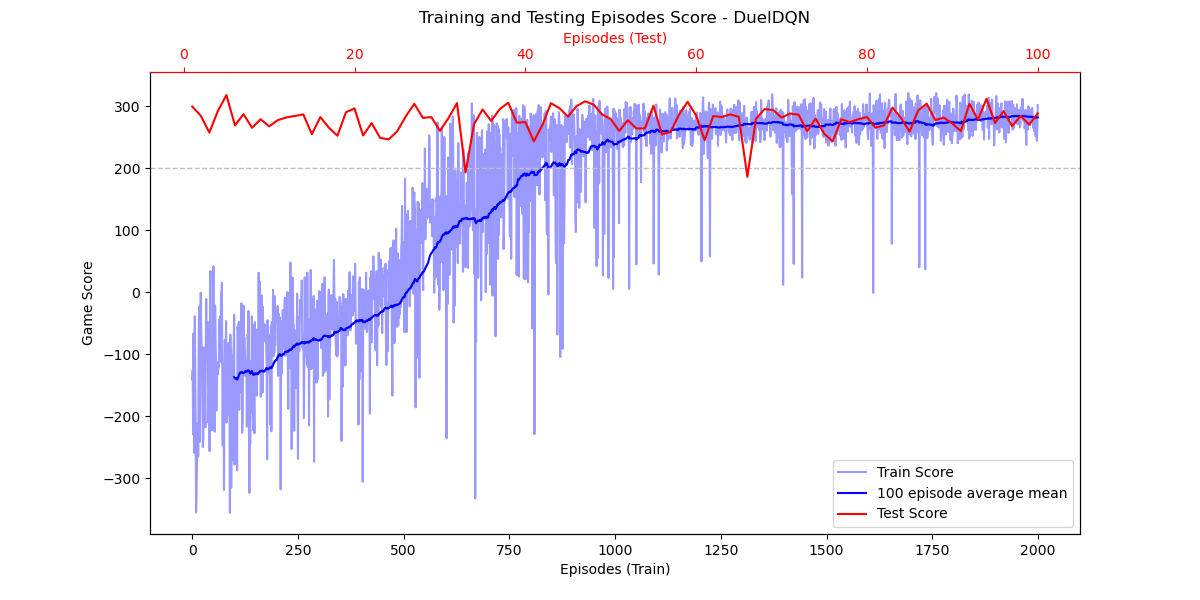 Training and Testing Episodes Score - DuelDQN
Episodes (Test)
0 20 40 60 80 100
300
200
100
0
−100
−200
−300
Game Score
Train Score
100 episode average mean
Test Score
0 250 500 750 1000 1250 1500 1750 2000
Episodes (Train)